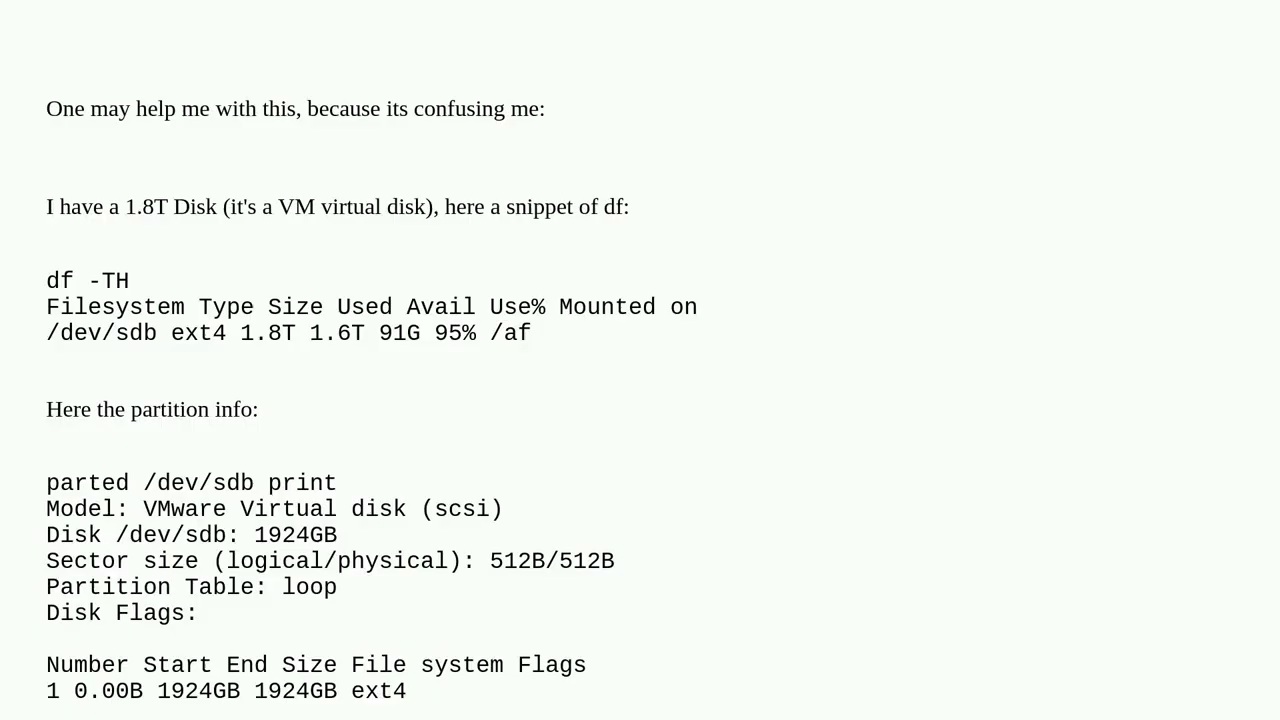 One may help me with this, because its confusing me:
I have a 1.8T Disk (it's a VM virtual disk), here a snippet of df:
df -TH
Filesystem Type Size Used Avail Use% Mounted on
/dev/sdb ext4 1.8T 1.6T 91G 95% /af
Here the partition info:
parted /dev/sdb print
Model: VMware Virtual disk (scsi)
Disk /dev/sdb: 1924GB
Sector size (logical/physical): 512B/512B
Partition Table: loop
Disk Flags:
Number Start End Size File system Flags
1 0.00B 1924GB 1924GB ext4